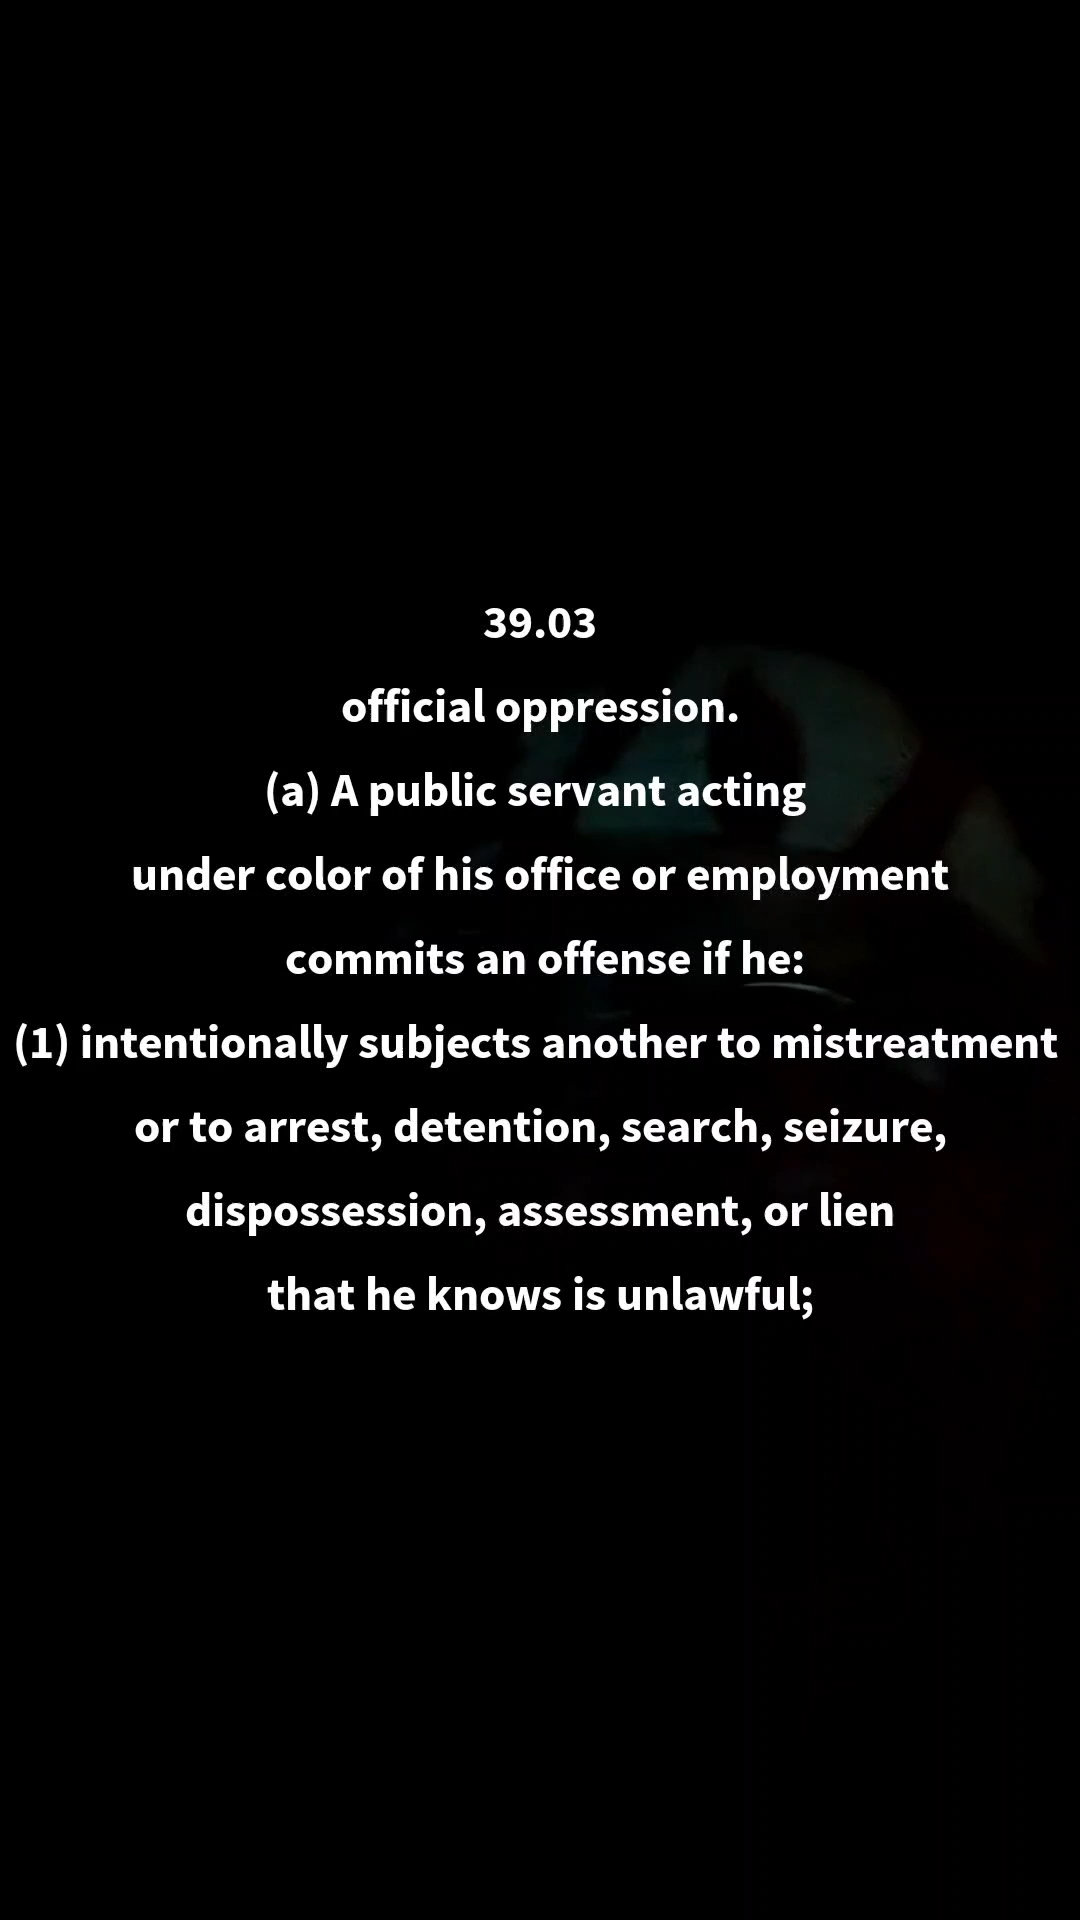 39.03
official oppression.
(a) A public servant acting
under color of his office or employment
commits an offense if he:
(1) intentionally subjects another to mistreatment
or to arrest, detention, search, seizure,
dispossession, assessment, or lien
that he knows is unlawful;